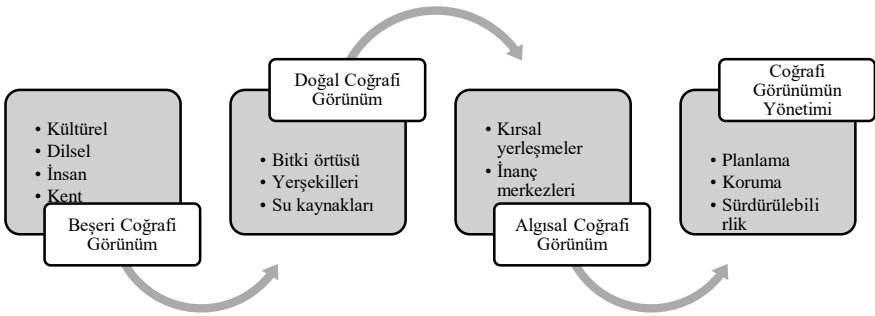 • Kültürel
• Dilsel
• İnsan
• Kent
Beşeri Coğrafi
Görünüm
Doğal Coğrafi
Görünüm
• Bitki örtüsü
• Yerşekilleri
• Su kaynakları
• Kırsal
yerleşmeler
• İnanç
merkezleri
Algısal Coğrafi
Görünüm
Coğrafi
Görünümün
Yönetimi
• Planlama
• Koruma
• Sürdürülebili
rlik